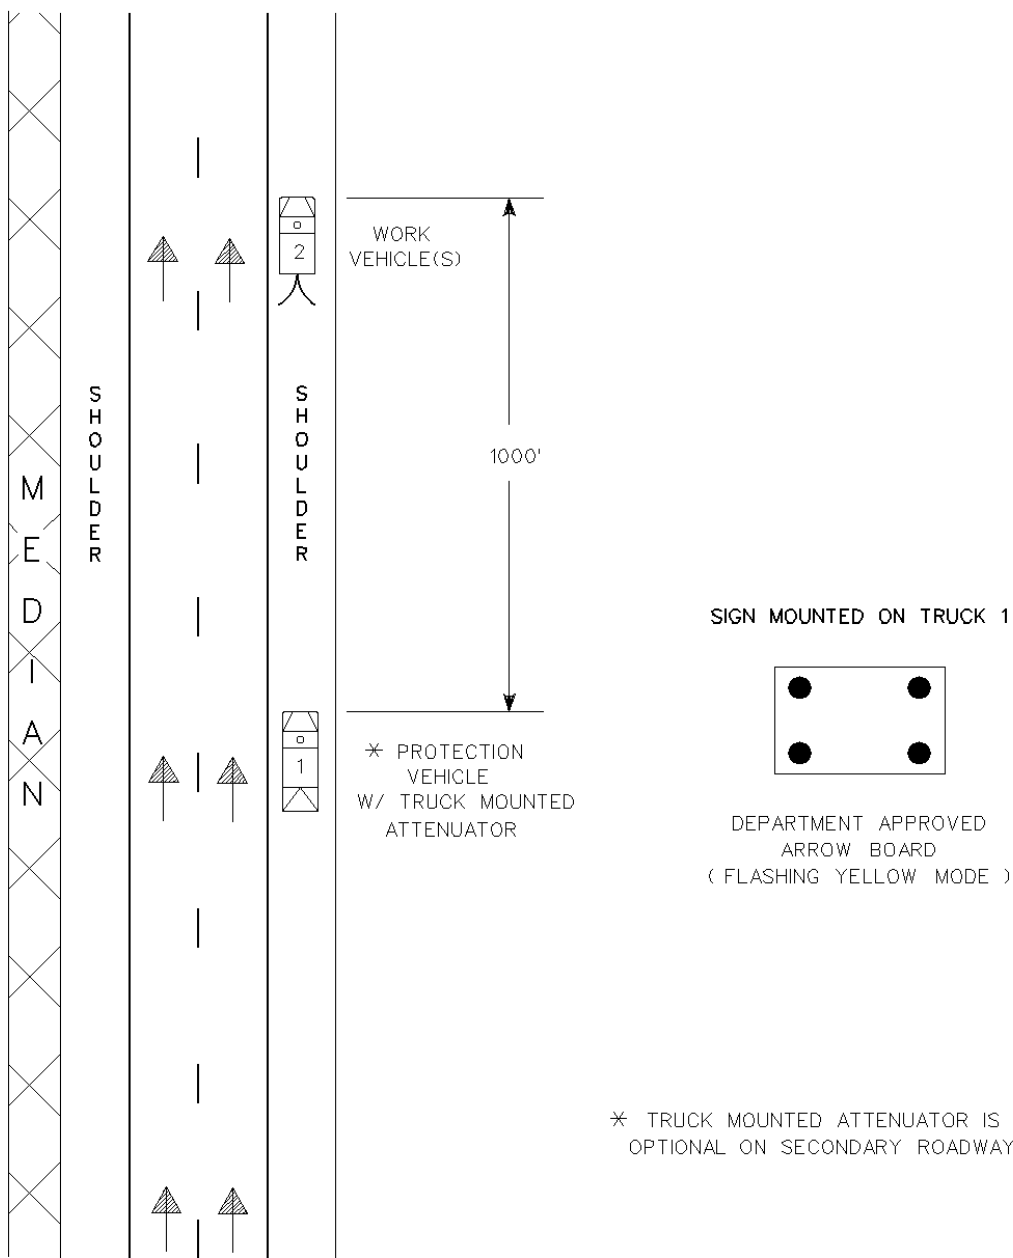 WORK
VEHICLE(S)
2
SHOULDER
SHOULDER
1000'
MEDIAN
SIGN MOUNTED ON TRUCK 1
1
* PROTECTION
VEHICLE
W/ TRUCK MOUNTED
ATTENUATOR
DEPARTMENT APPROVED
ARROW BOARD
( FLASHING YELLOW MODE )
* TRUCK MOUNTED ATTENUATOR IS
OPTIONAL ON SECONDARY ROADWAY